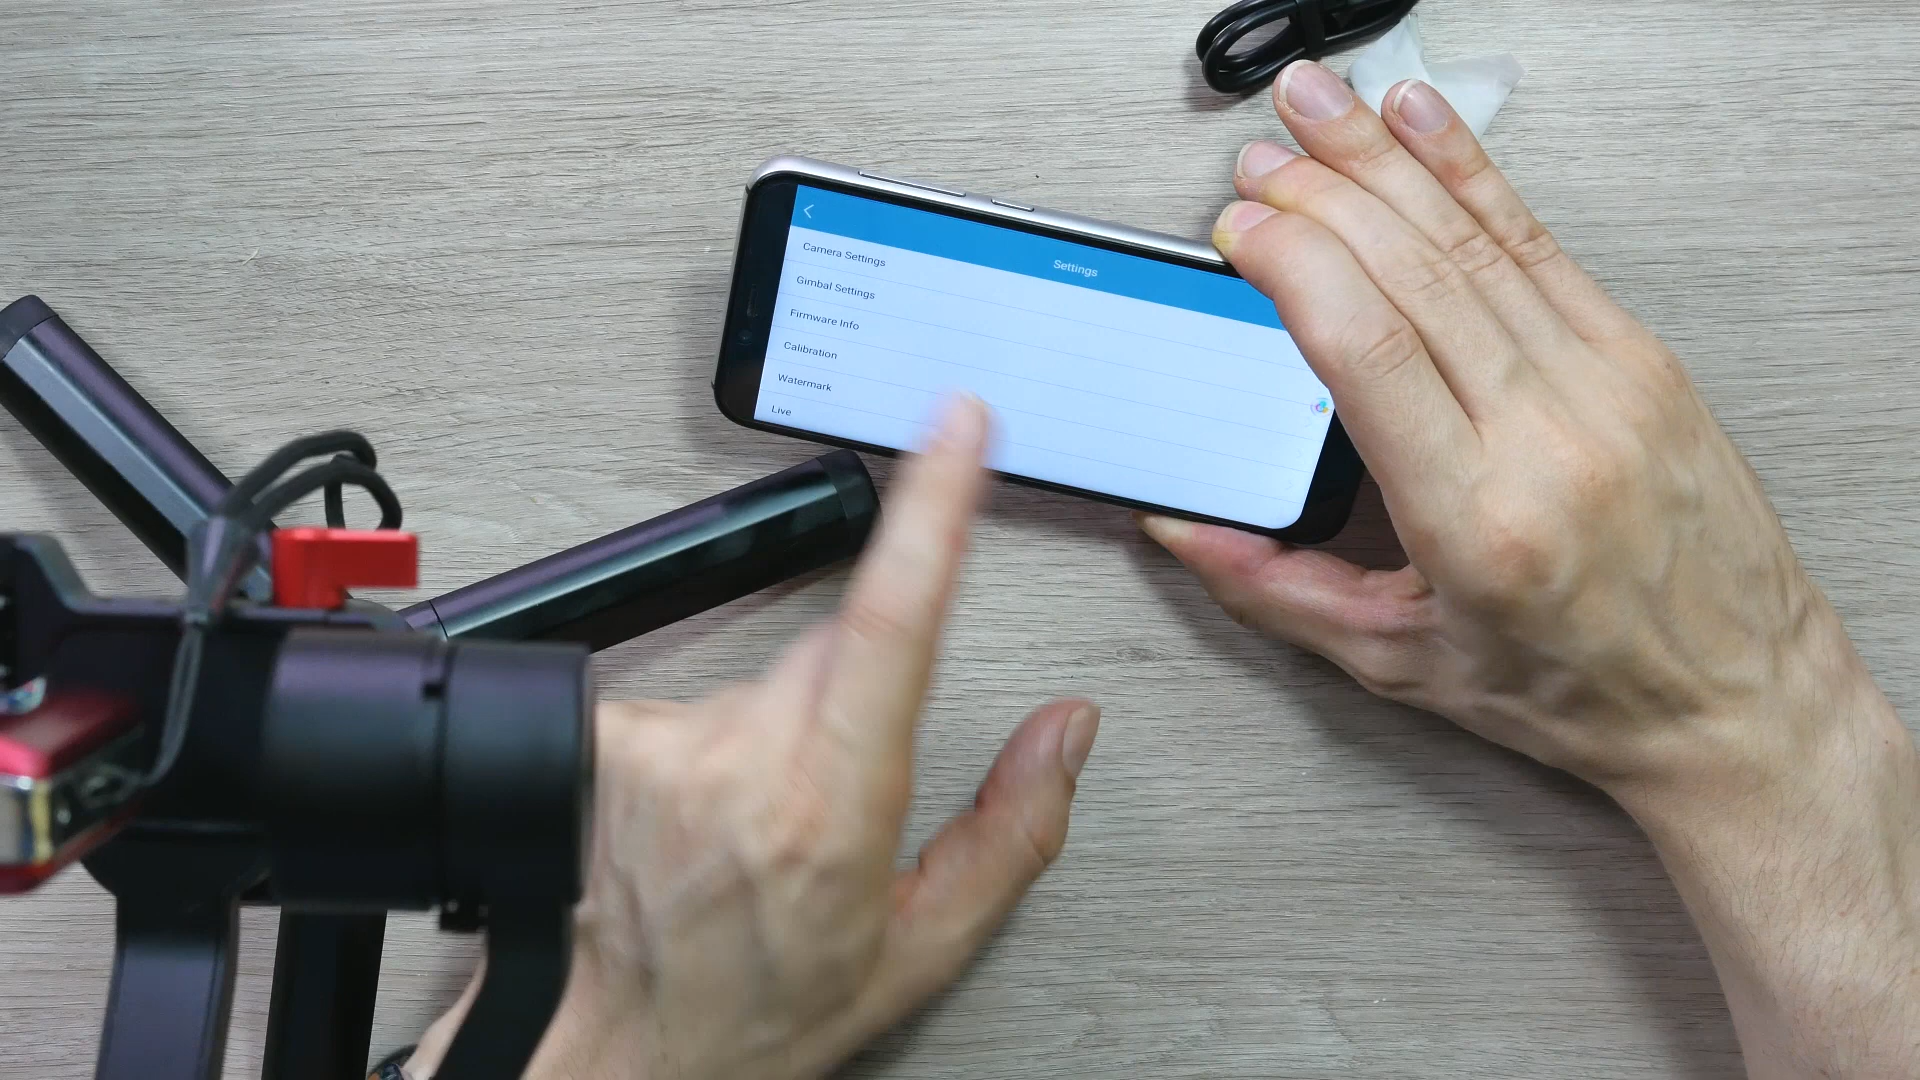 Settings
Camera Settings
Gimbal Settings
Firmware Info
Calibration
Watermark
Live